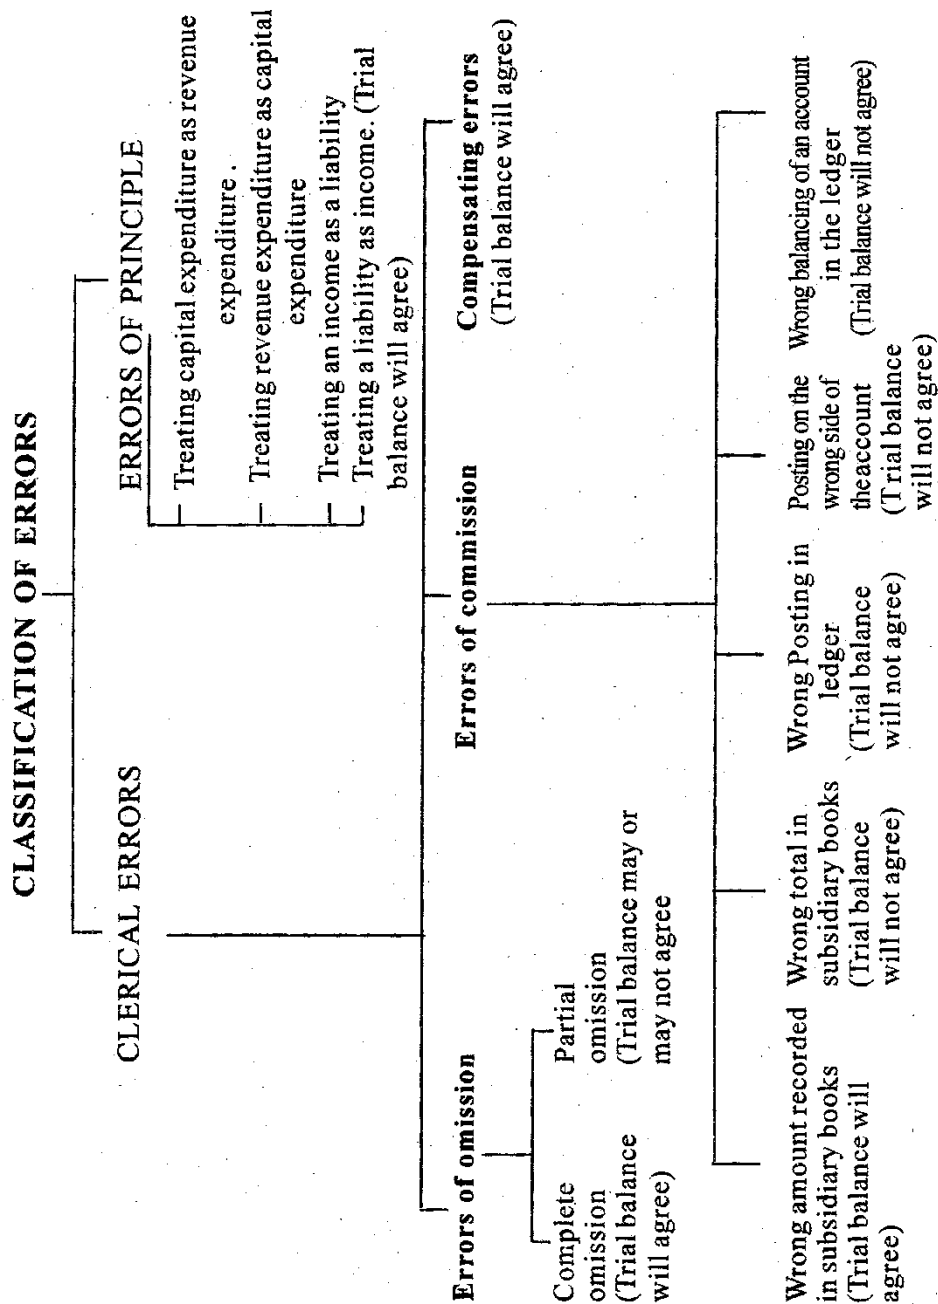 CLASSIFICATION OF ERRORS
CLERICAL ERRORS
ERRORS OF PRINCIPLE
Treating capital expenditure as revenue
expenditure .
Treating revenue expenditure as capital
expenditure
Treating an income as a liability
Treating a liability as income. (Trial
balance will agree)
Errors of omission
Errors of commission
Compensating errors
(Trial balance will agree)
Complete
omission
(Trial balance
will agree)
Partial
omission
(Trial balance may or
may not agree
Wrong amount recorded
in subsidiary books
(Trial balance will
agree)
Wrong total in
subsidiary books
(Trial balance
will not agree)
Wrong Posting in
ledger
(Trial balance
will not agree)
Posting on the
wrong side of
theaccount
(Trial balance
will not agree)
Wrong balancing of an account
in the ledger
(Trial balance will not agree)